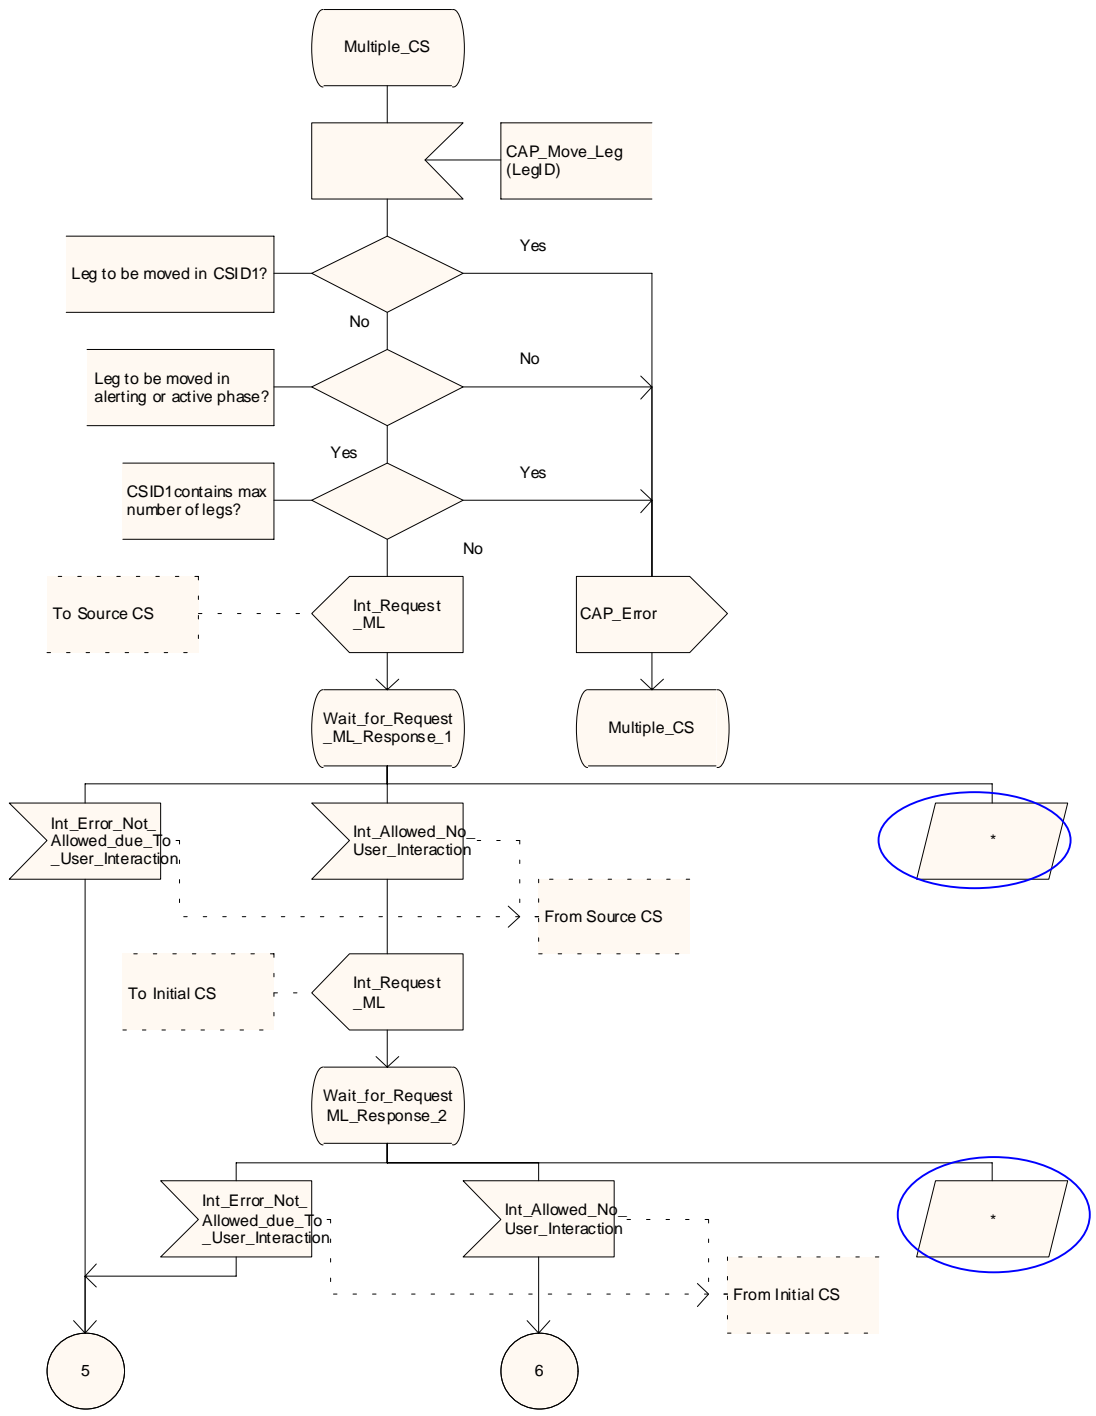 Multiple_CS
CAP_Move_Leg
(LegID)
Yes
Leg to be moved in CSID1?
No
No
Leg to be moved in
alerting or active phase?
Yes
Yes
CSID1contains max
number of legs?
No
To Source CS
Int_Request
_ML
CAP_Error
Wait_for_Request
_ML_Response_1
Multiple_CS
Int_Error_Not_
Allowed_due_To
_User_Interaction
Int_Allowed_No_
User_Interaction
*
From Source CS
To Initial CS
Int_Request
_ML
Wait_for_Request
ML_Response_2
Int_Error_Not_
Allowed_due_To
_User_Interaction
Int_Allowed_No_
User_Interaction
*
From Initial CS
5
6